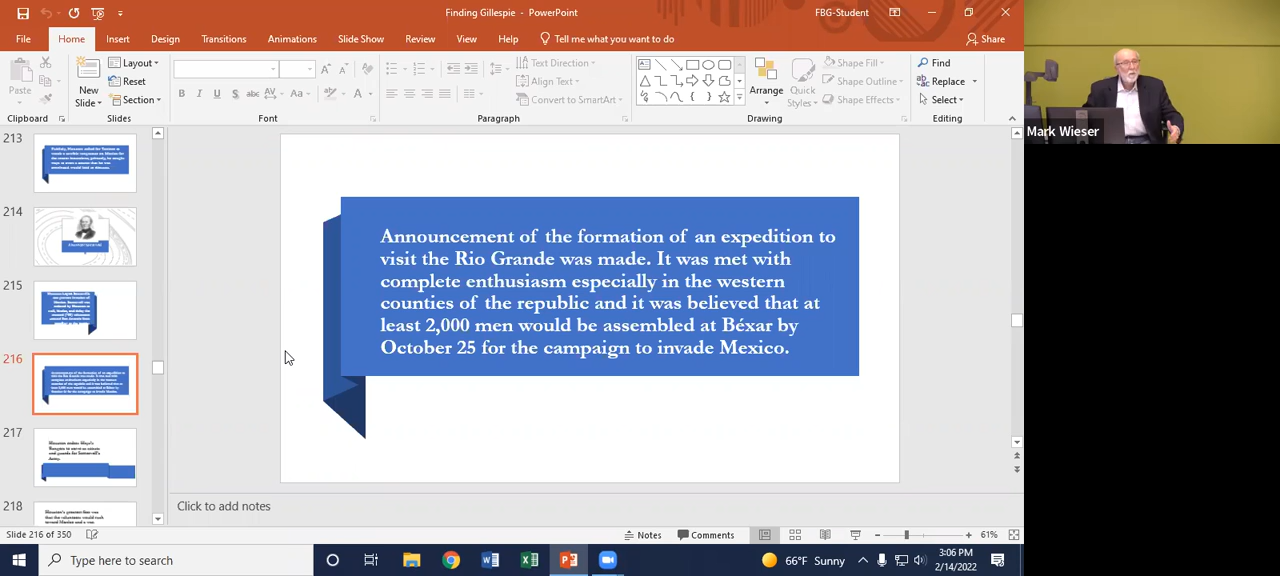 Finding Gillespie - PowerPoint
FBG-Student
File Home Insert Design Transitions Animations Slide Show Review View Help Tell me what you want to do Share
Paste
New
Slide
Layout
Reset
Section
B I U S abc AV Aa A
Text Direction
Align Text
Convert to SmartArt
Arrange
Quick
Styles
Shape Fill
Shape Outline
Shape Effects
Find
Replace
Select
Clipboard Slides Font Paragraph Drawing Editing
Mark Wieser
213
214
215
216
217
218
Announcement of the formation of an expedition to
visit the Rio Grande was made. It was met with
complete enthusiasm especially in the western
counties of the republic and it was believed that at
least 2,000 men would be assembled at Béxar by
October 25 for the campaign to invade Mexico.
Click to add notes
Slide 216 of 350
Notes
Comments
61%
Type here to search
66°F Sunny
3:06 PM
2/14/2022